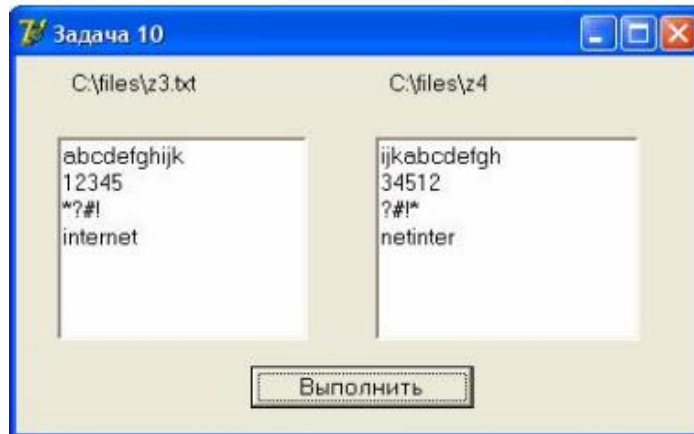 Задача 10
C:\files\z3.txt
C:\files\z4
abcdefghijk
12345
*?#!
internet
ijkabcdefgh
34512
?#!*
netinter
Выполнить